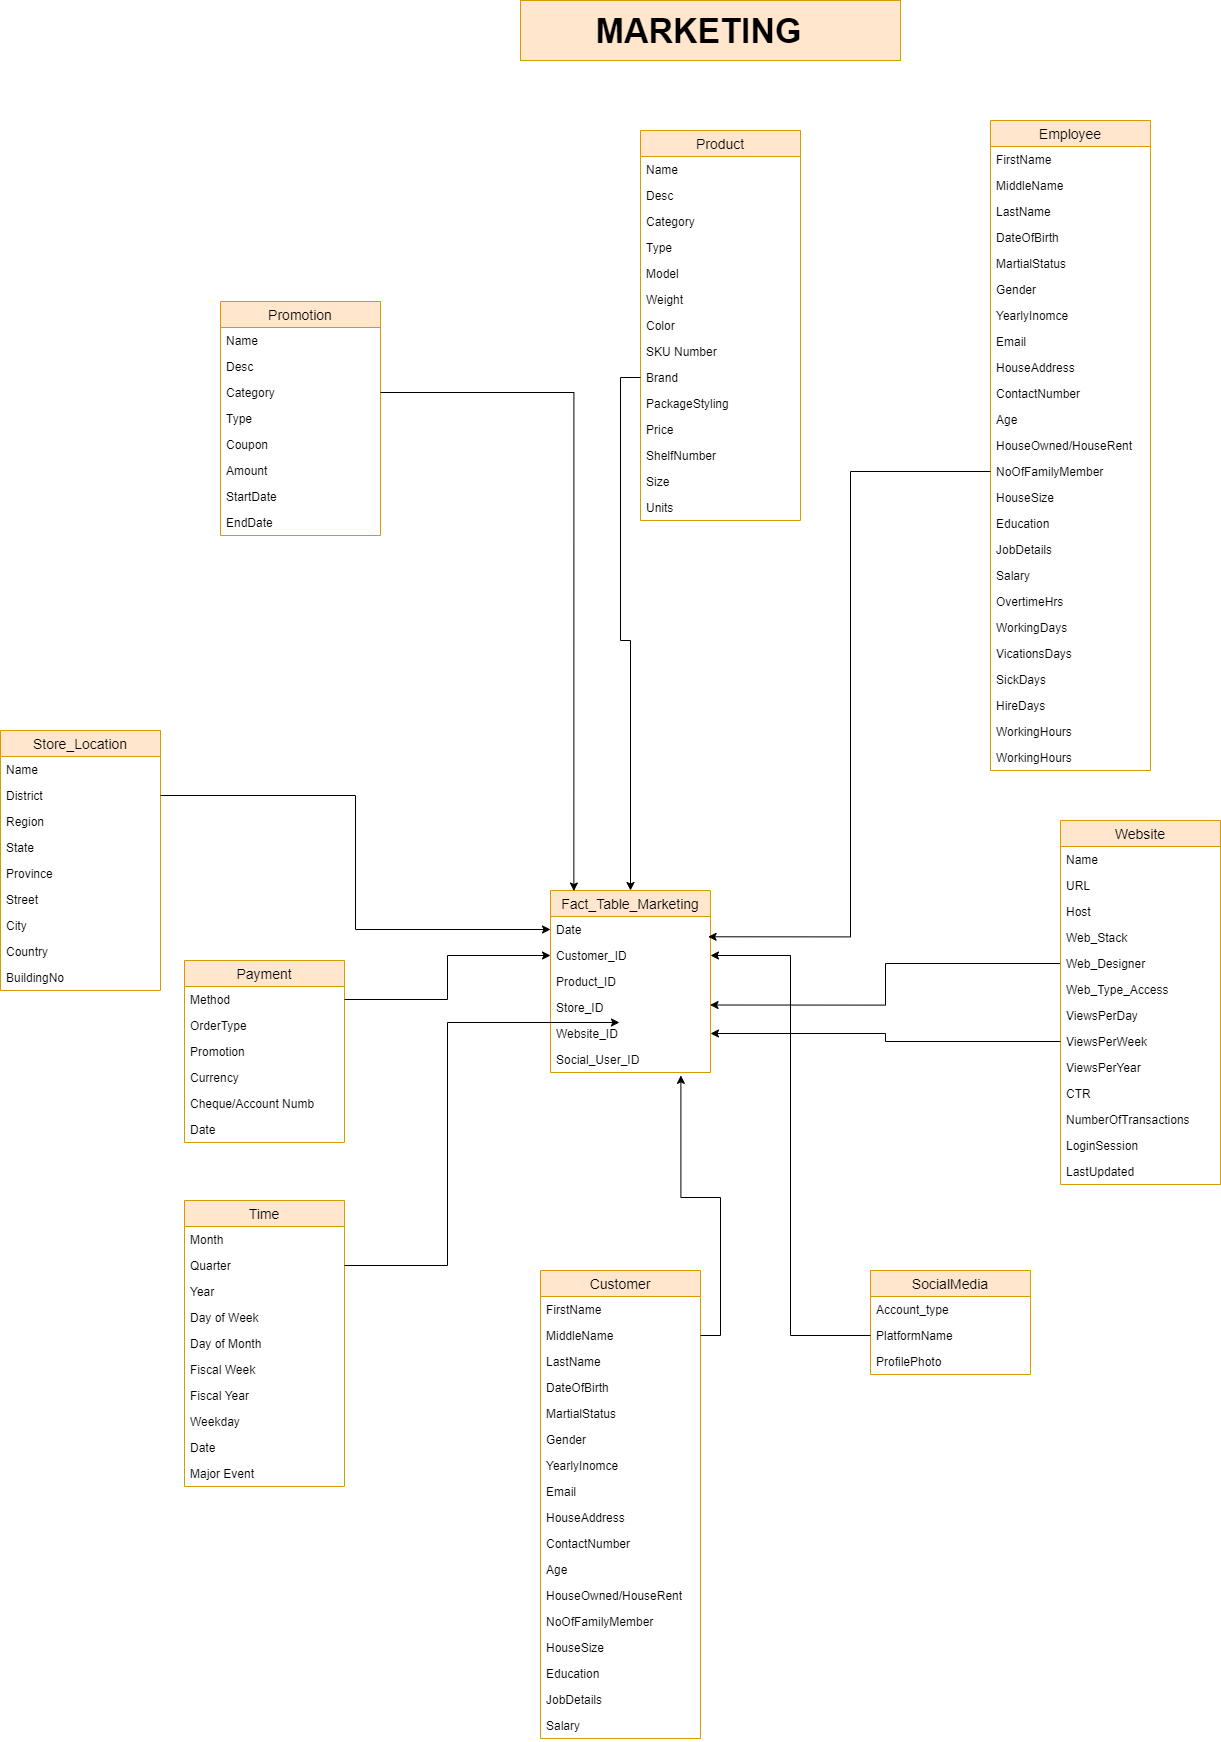 MARKETING
Product
Name
Desc
Category
Type
Model
Weight
Color
SKU Number
Brand
PackageStyling
Price
ShelfNumber
Size
Units
Employee
FirstName
MiddleName
LastName
DateOfBirth
MartialStatus
Gender
YearlyInomce
Email
HouseAddress
ContactNumber
Age
HouseOwned/HouseRent
NoOfFamilyMember
HouseSize
Education
JobDetails
Salary
OvertimeHrs
WorkingDays
VicationsDays
SickDays
HireDays
WorkingHours
WorkingHours
Promotion
Name
Desc
Category
Type
Coupon
Amount
StartDate
EndDate
Store_Location
Name
District
Region
State
Province
Street
City
Country
BuildingNo
Fact_Table_Marketing
Date
Customer_ID
Product_ID
Store_ID
Website_ID
Social_User_ID
Website
Name
URL
Host
Web_Stack
Web_Designer
Web_Type_Access
ViewsPerDay
ViewsPerWeek
ViewsPerYear
CTR
NumberOfTransactions
LoginSession
LastUpdated
Payment
Method
OrderType
Promotion
Currency
Cheque/Account Numb
Date
Time
Month
Quarter
Year
Day of Week
Day of Month
Fiscal Week
Fiscal Year
Weekday
Date
Major Event
Customer
FirstName
MiddleName
LastName
DateOfBirth
MartialStatus
Gender
YearlyInomce
Email
HouseAddress
ContactNumber
Age
HouseOwned/HouseRent
NoOfFamilyMember
HouseSize
Education
JobDetails
Salary
SocialMedia
Account_type
PlatformName
ProfilePhoto